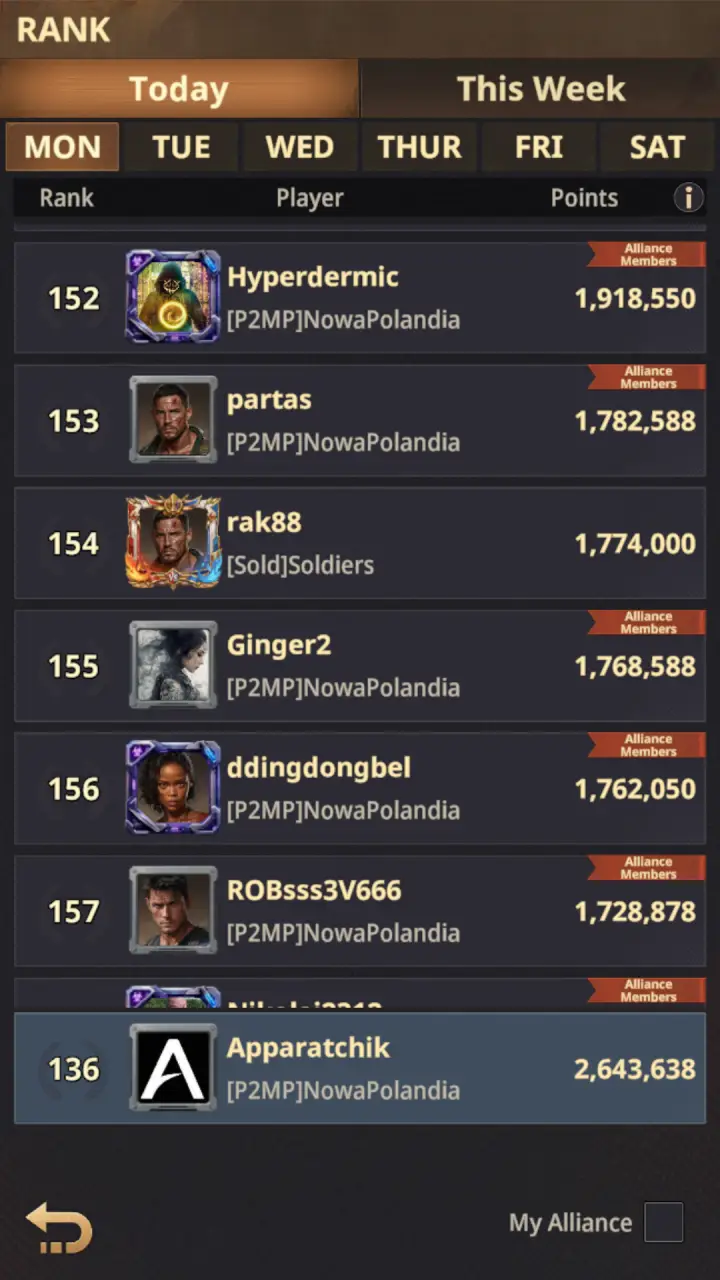 RANK
Today
This Week
MON
TUE
WED
THUR
FRI
SAT
Rank
Player
Points
Alliance
Members
152
Hyperdermic
1,918,550
[P2MP]NowaPolandia
Alliance
Members
153
partas
1,782,588
[P2MP]NowaPolandia
154
rak88
1,774,000
[Sold]Soldiers
Alliance
Members
155
Ginger2
1,768,588
[P2MP]NowaPolandia
Alliance
Members
156
ddingdongbel
1,762,050
[P2MP]NowaPolandia
Alliance
Members
157
ROBsss3V666
1,728,878
[P2MP]NowaPolandia
Alliance
Members
136
Apparatchik
2,643,638
[P2MP]NowaPolandia
My Alliance